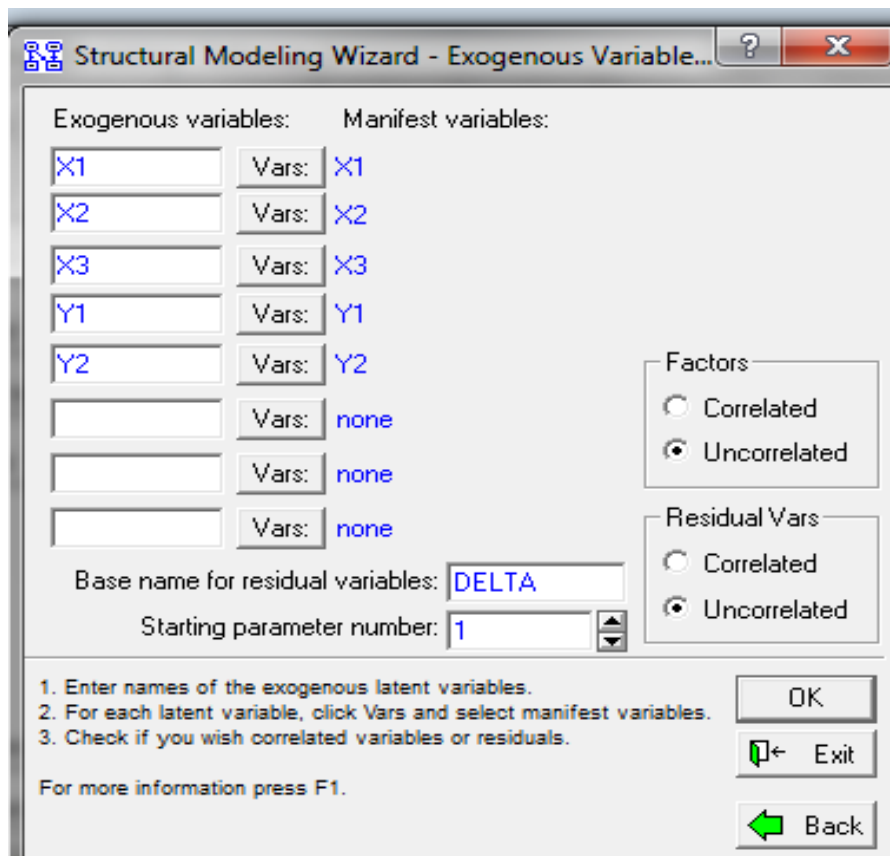 Structural Modeling Wizard - Exogenous Variable...
Exogenous variables: Manifest variables:
X1 Vars: X1
X2 Vars: X2
X3 Vars: X3
Y1 Vars: Y1
Y2 Vars: Y2
Vars: none
Vars: none
Vars: none
Factors
Correlated
Uncorrelated
Residual Vars
Correlated
Uncorrelated
Base name for residual variables: DELTA
Starting parameter number: 1
1. Enter names of the exogenous latent variables.
2. For each latent variable, click Vars and select manifest variables.
3. Check if you wish correlated variables or residuals.
For more information press F1.
OK
Exit
Back